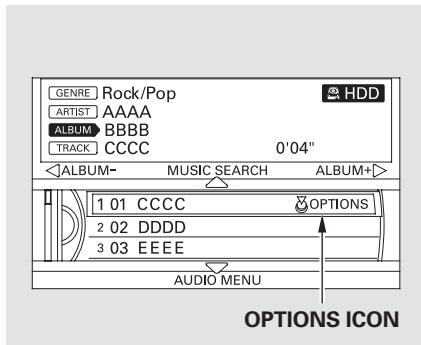 GENRE Rock/Pop HDD
ARTIST AAAA
ALBUM BBBB
TRACK CCCC 0'04"
ALBUM- MUSIC SEARCH ALBUM+
1 01 CCCC OPTIONS
2 02 DDDD
3 03 EEEE
AUDIO MENU
OPTIONS ICON